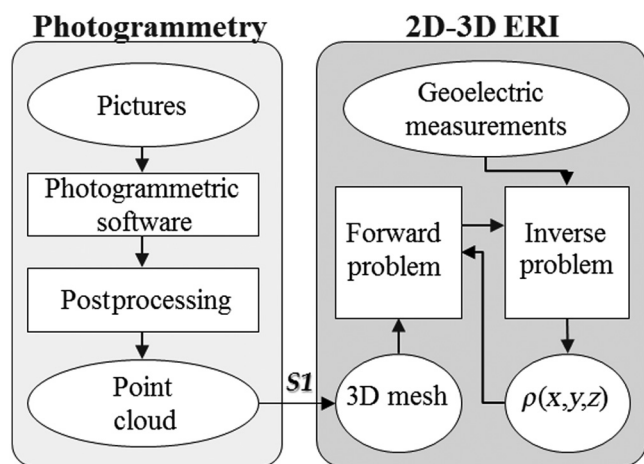 Photogrammetry
Pictures
Photogrammetric
software
Postprocessing
Point
cloud
S1
2D-3D ERI
Geoelectric
measurements
Forward
problem
Inverse
problem
3D mesh
ρ(x,y,z)